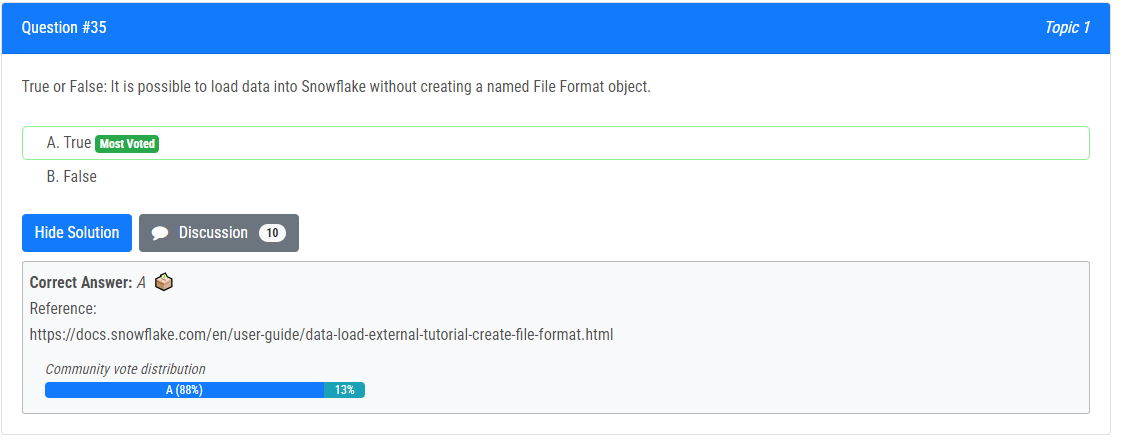 Question #35
Topic 1
True or False: It is possible to load data into Snowflake without creating a named File Format object.
A. True Most Voted
B. False
Hide Solution
Discussion 10
Correct Answer: A
Reference:
https://docs.snowflake.com/en/user-guide/data-load-external-tutorial-create-file-format.html
Community vote distribution
A (88%) 13%